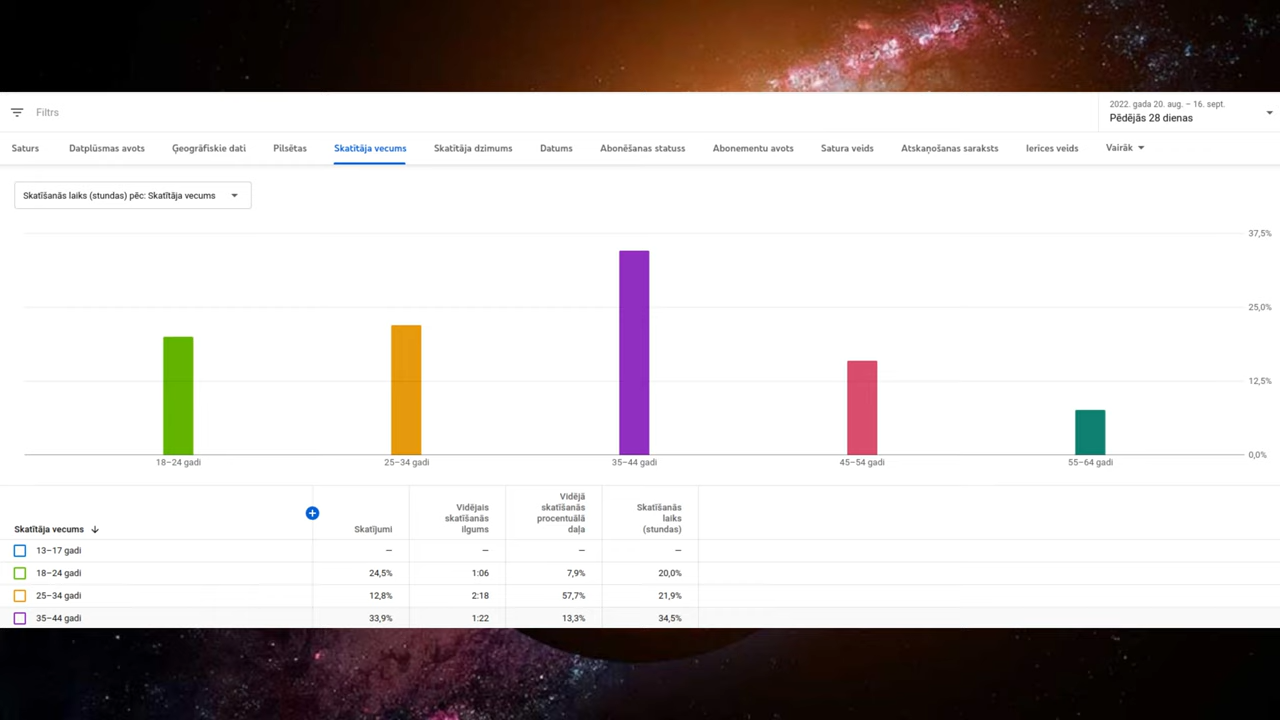 Filtrs
2022. gada 20. aug. – 16. sept.
Pēdējās 28 dienas
Saturs Datplūsmas avots Ģeogrāfiskie dati Pilsētas Skatītāja vecums Skatītāja dzimums Datums Abonēšanas statuss Abonementu avots Satura veids Atskaņošanas saraksts Ierīces veids Vairāk
Skatīšanās laiks (stundas) pēc: Skatītāja vecums
37,5%
25,0%
12,5%
0,0%
18–24 gadi 25–34 gadi 35–44 gadi 45–54 gadi 55–64 gadi
Skatītāja vecums
Skatījumi
Vidējais
skatīšanās
ilgums
Vidējā
skatīšanās
procentuālā
daļa
Skatīšanās
laiks
(stundas)
13–17 gadi — — — —
18–24 gadi 24,5% 1:06 7,9% 20,0%
25–34 gadi 12,8% 2:18 57,7% 21,9%
35–44 gadi 33,9% 1:22 13,3% 34,5%